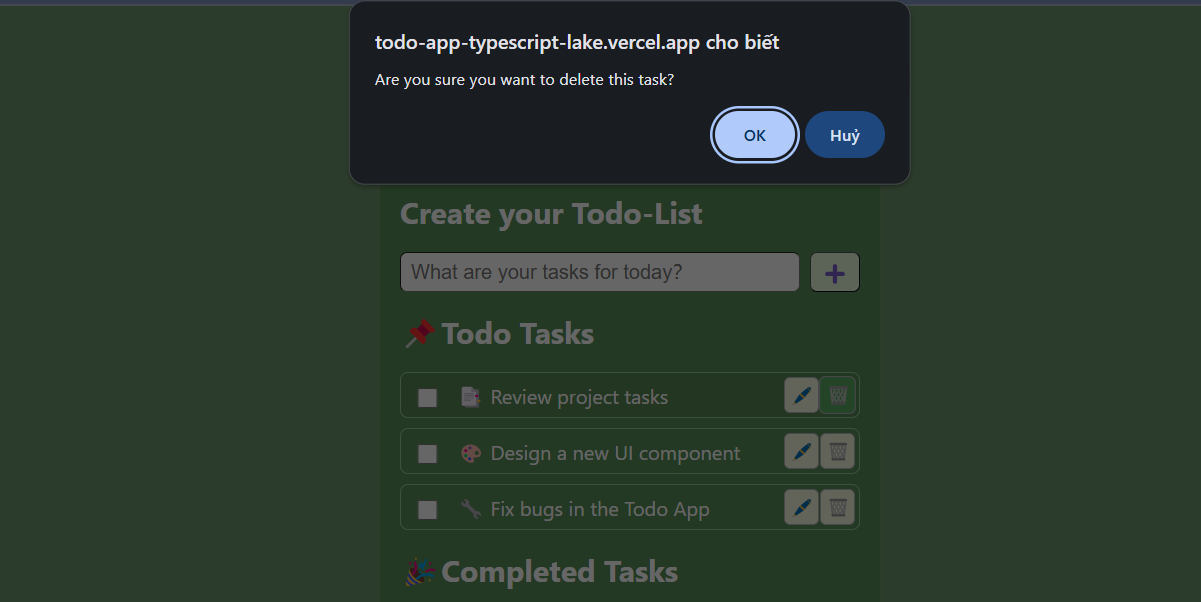 todo-app-typescript-lake.vercel.app cho biết
Are you sure you want to delete this task?
OK Huỷ
Create your Todo-List
What are your tasks for today?
📌 Todo Tasks
📑 Review project tasks
🎨 Design a new UI component
🔧 Fix bugs in the Todo App
🎉 Completed Tasks